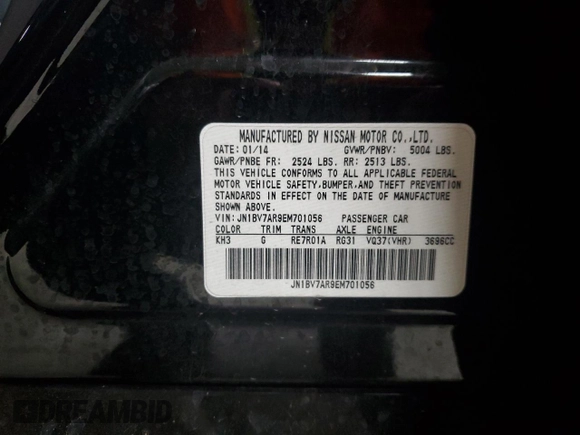 MANUFACTURED BY NISSAN MOTOR CO.,LTD.
DATE: 01/14 GVWR/PNBV: 5004 LBS.
GAWR/PNBE FR: 2524 LBS. RR: 2513 LBS.
THIS VEHICLE CONFORMS TO ALL APPLICABLE FEDERAL
MOTOR VEHICLE SAFETY,BUMPER,AND THEFT PREVENTION
STANDARDS IN EFFECT ON THE DATE OF MANUFACTURE
SHOWN ABOVE.
VIN: JN1BV7AR9EM701056 PASSENGER CAR
COLOR TRIM TRANS AXLE ENGINE
KH3 G RE7R01A RG31 VQ37(VHR) 3696CC
JN1BV7AR9EM701056
DREAMBID